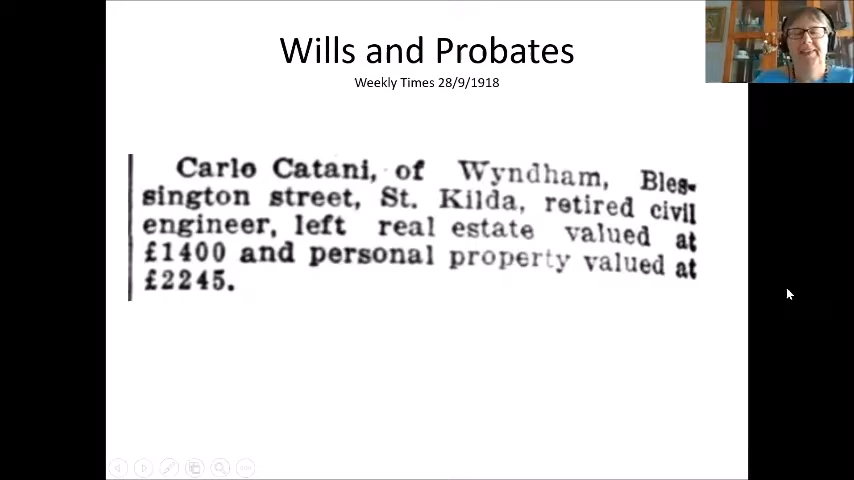 Wills and Probates
Weekly Times 28/9/1918
Carlo Catani, of Wyndham, Bles-
sington street, St. Kilda, retired civil
engineer, left real estate valued at
£1400 and personal property valued at
£2245.